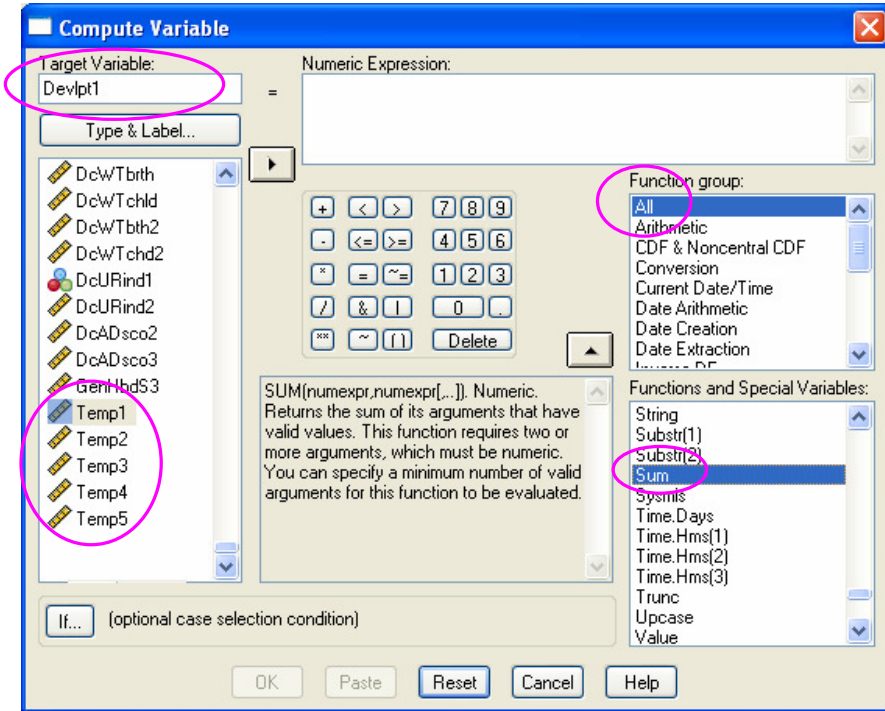 Compute Variable
Target Variable:
Devlpt1
=
Numeric Expression:
Type & Label...
DcWTbrth
DcWTchld
DcWTbth2
DcWTchd2
DcURind1
DcURind2
DcADsco2
DcADsco3
GenHbdS3
Temp1
Temp2
Temp3
Temp4
Temp5
+ < > 7 8 9
- <= >= 4 5 6
* = ~= 1 2 3
/ & | 0 .
** ~ ( ) Delete
Function group:
All
Arithmetic
CDF & Noncentral CDF
Conversion
Current Date/Time
Date Arithmetic
Date Creation
Date Extraction
Inverse DF
SUM(numexpr,numexpr[,..]). Numeric.
Returns the sum of its arguments that have
valid values. This function requires two or
more arguments, which must be numeric.
You can specify a minimum number of valid
arguments for this function to be evaluated.
Functions and Special Variables:
String
Substr(1)
Substr(2)
Sum
Sysmis
Time.Days
Time.Hms(1)
Time.Hms(2)
Time.Hms(3)
Trunc
Upcase
Value
If... (optional case selection condition)
OK Paste Reset Cancel Help